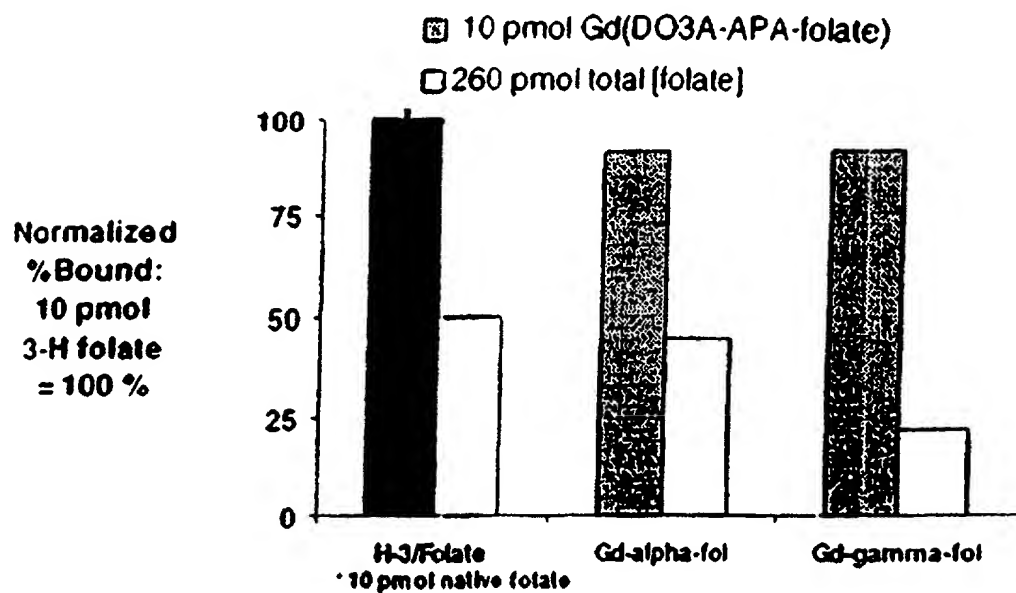 10 pmol Gd(DO3A-APA-folate)
260 pmol total [folate]
100
75
50
25
0
Normalized
%Bound:
10 pmol
3-H folate
= 100 %
H-3/Folate
* 10 pmol native folate
Gd-alpha-fol
Gd-gamma-fol